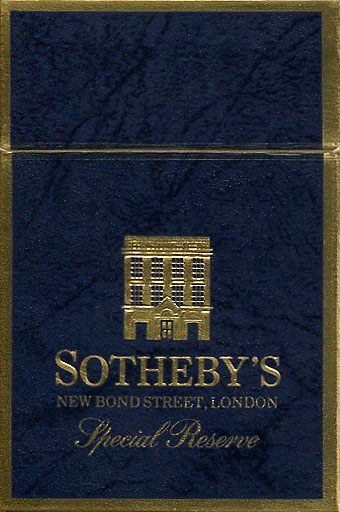 SOTHEBY'S
NEW BOND STREET, LONDON
Special Reserve